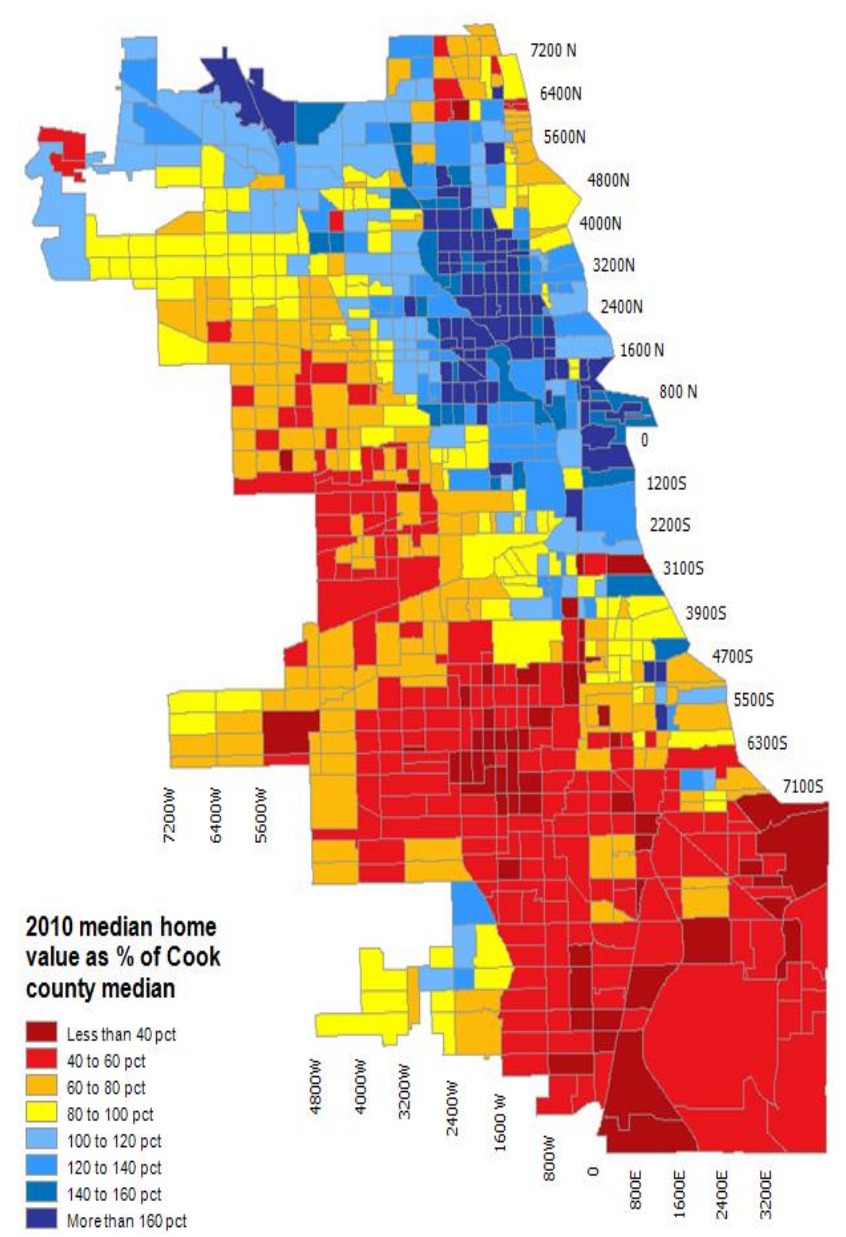 7200 N
6400N
5600N
4800N
4000N
3200N
2400N
1600 N
800 N
0
1200S
2200S
3100S
3900S
4700S
5500S
6300S
7100S
7200W
6400W
5600W
2010 median home
value as % of Cook
county median
Less than 40 pct
40 to 60 pct
60 to 80 pct
80 to 100 pct
100 to 120 pct
120 to 140 pct
140 to 160 pct
More than 160 pct
4800W
4000W
3200W
2400W
1600 W
800W
0
800E
1600E
2400E
3200E